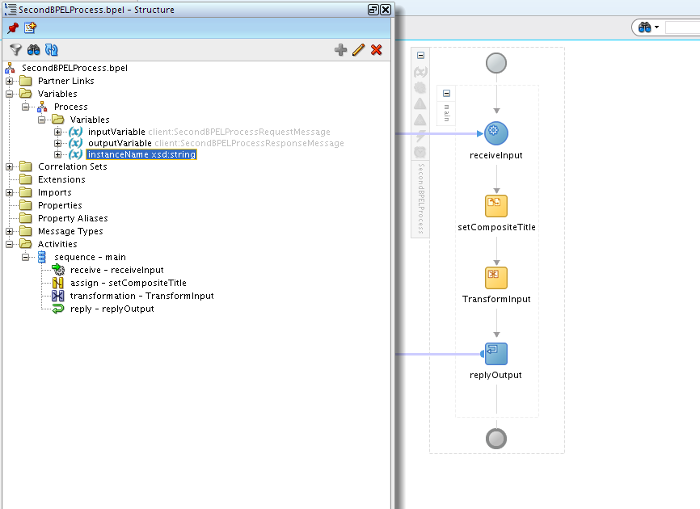 SecondBPELProcess.bpel - Structure
SecondBPELProcess.bpel
Partner Links
Variables
Process
Variables
inputVariable client:SecondBPELProcessRequestMessage
outputVariable client:SecondBPELProcessResponseMessage
instanceName xsd:string
Correlation Sets
Extensions
Imports
Properties
Property Aliases
Message Types
Activities
sequence - main
receive - receiveInput
assign - setCompositeTitle
transformation - TransformInput
reply - replyOutput
(x)
SecondBPELProcess
main
receiveInput
setCompositeTitle
TransformInput
replyOutput